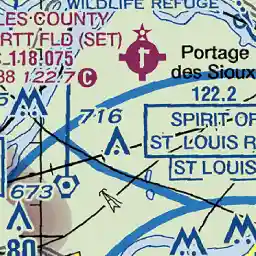 WILDLIFE REFUGE
LES COUNTY
RTT FLD (SET)
118.075
38 122.7 C
Portage
des Sioux
122.2
716
SPIRIT OF
ST LOUIS R
ST LOUIS
673
80